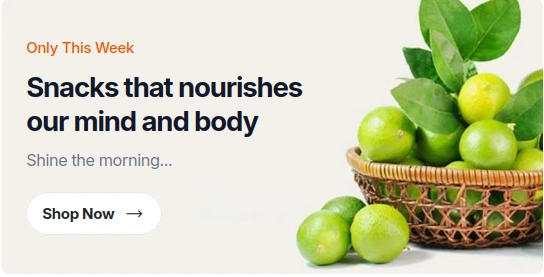 Only This Week
Snacks that nourishes
our mind and body
Shine the morning...
Shop Now →